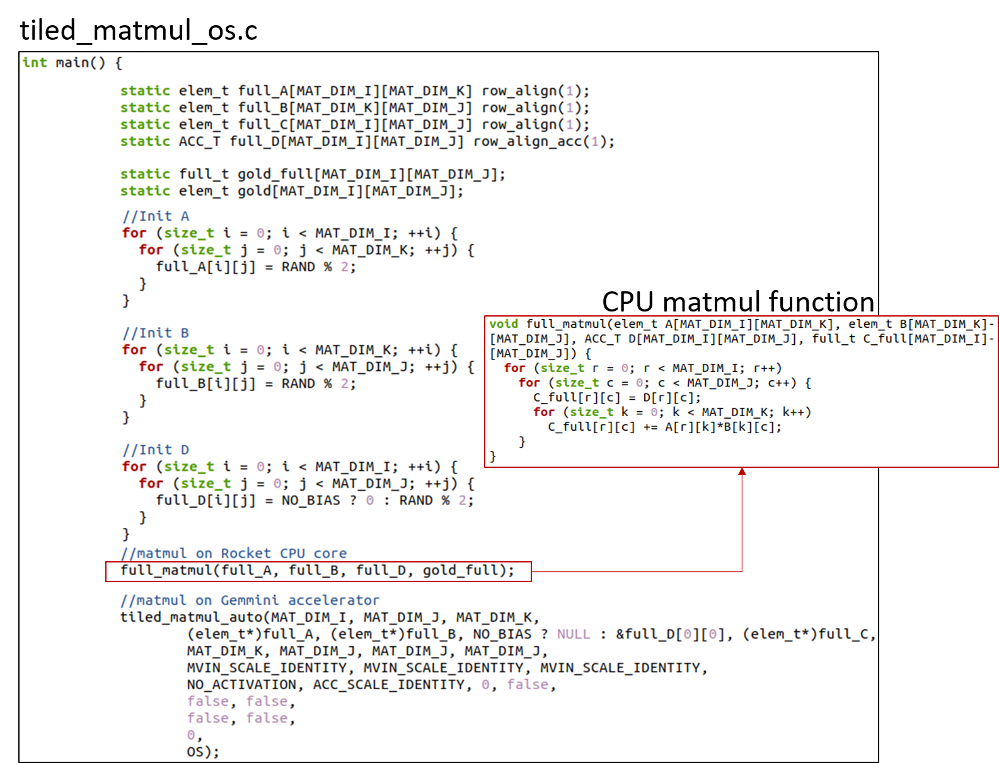 tiled_matmul_os.c
int main() {
static elem_t full_A[MAT_DIM_I][MAT_DIM_K] row_align(1);
static elem_t full_B[MAT_DIM_K][MAT_DIM_J] row_align(1);
static elem_t full_C[MAT_DIM_I][MAT_DIM_J] row_align(1);
static ACC_T full_D[MAT_DIM_I][MAT_DIM_J] row_align_acc(1);
static full_t gold_full[MAT_DIM_I][MAT_DIM_J];
static elem_t gold[MAT_DIM_I][MAT_DIM_J];
//Init A
for (size_t i = 0; i < MAT_DIM_I; ++i) {
for (size_t j = 0; j < MAT_DIM_K; ++j) {
full_A[i][j] = RAND % 2;
}
}
//Init B
for (size_t i = 0; i < MAT_DIM_K; ++i) {
for (size_t j = 0; j < MAT_DIM_J; ++j) {
full_B[i][j] = RAND % 2;
}
}
//Init D
for (size_t i = 0; i < MAT_DIM_I; ++i) {
for (size_t j = 0; j < MAT_DIM_J; ++j) {
full_D[i][j] = NO_BIAS ? 0 : RAND % 2;
}
}
//matmul on Rocket CPU core
full_matmul(full_A, full_B, full_D, gold_full);
//matmul on Gemmini accelerator
tiled_matmul_auto(MAT_DIM_I, MAT_DIM_J, MAT_DIM_K,
(elem_t*)full_A, (elem_t*)full_B, NO_BIAS ? NULL : &full_D[0][0], (elem_t*)full_C,
MAT_DIM_K, MAT_DIM_J, MAT_DIM_J, MAT_DIM_J,
MVIN_SCALE_IDENTITY, MVIN_SCALE_IDENTITY, MVIN_SCALE_IDENTITY,
NO_ACTIVATION, ACC_SCALE_IDENTITY, 0, false,
false, false,
false, false,
0,
OS);
CPU matmul function
void full_matmul(elem_t A[MAT_DIM_I][MAT_DIM_K], elem_t B[MAT_DIM_K]-
[MAT_DIM_J], ACC_T D[MAT_DIM_I][MAT_DIM_J], full_t C_full[MAT_DIM_I]-
[MAT_DIM_J]) {
for (size_t r = 0; r < MAT_DIM_I; r++)
for (size_t c = 0; c < MAT_DIM_J; c++) {
C_full[r][c] = D[r][c];
for (size_t k = 0; k < MAT_DIM_K; k++)
C_full[r][c] += A[r][k]*B[k][c];
}
}